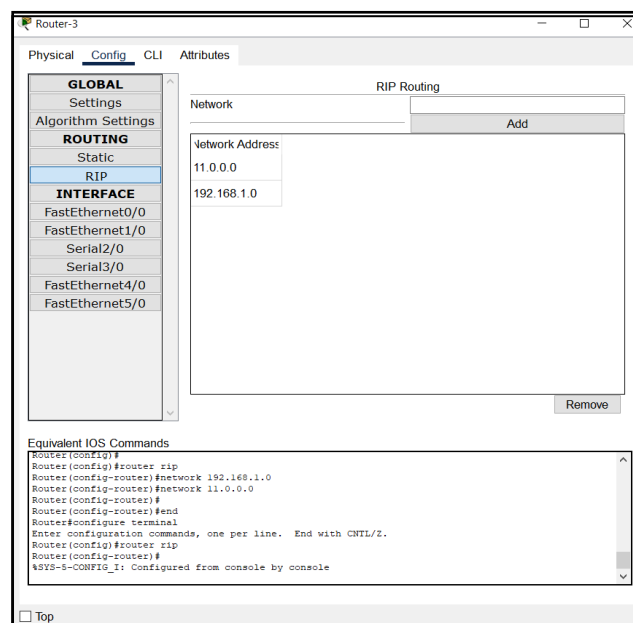 Router-3
Physical Config CLI Attributes
GLOBAL
Settings
Algorithm Settings
ROUTING
Static
RIP
INTERFACE
FastEthernet0/0
FastEthernet1/0
Serial2/0
Serial3/0
FastEthernet4/0
FastEthernet5/0
RIP Routing
Network
Add
Network Address
11.0.0.0
192.168.1.0
Remove
Equivalent IOS Commands
Router(config)#
Router(config)#router rip
Router(config-router)#network 192.168.1.0
Router(config-router)#network 11.0.0.0
Router(config-router)#
Router(config-router)#end
Router#configure terminal
Enter configuration commands, one per line. End with CNTL/Z.
Router(config)#router rip
Router(config-router)#
%SYS-5-CONFIG_I: Configured from console by console
Top